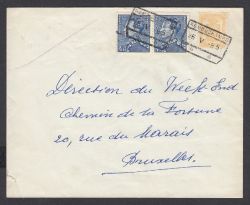 Direction du Week End
Chemin de la Fortune
20, rue du Marais
Bruxelles.